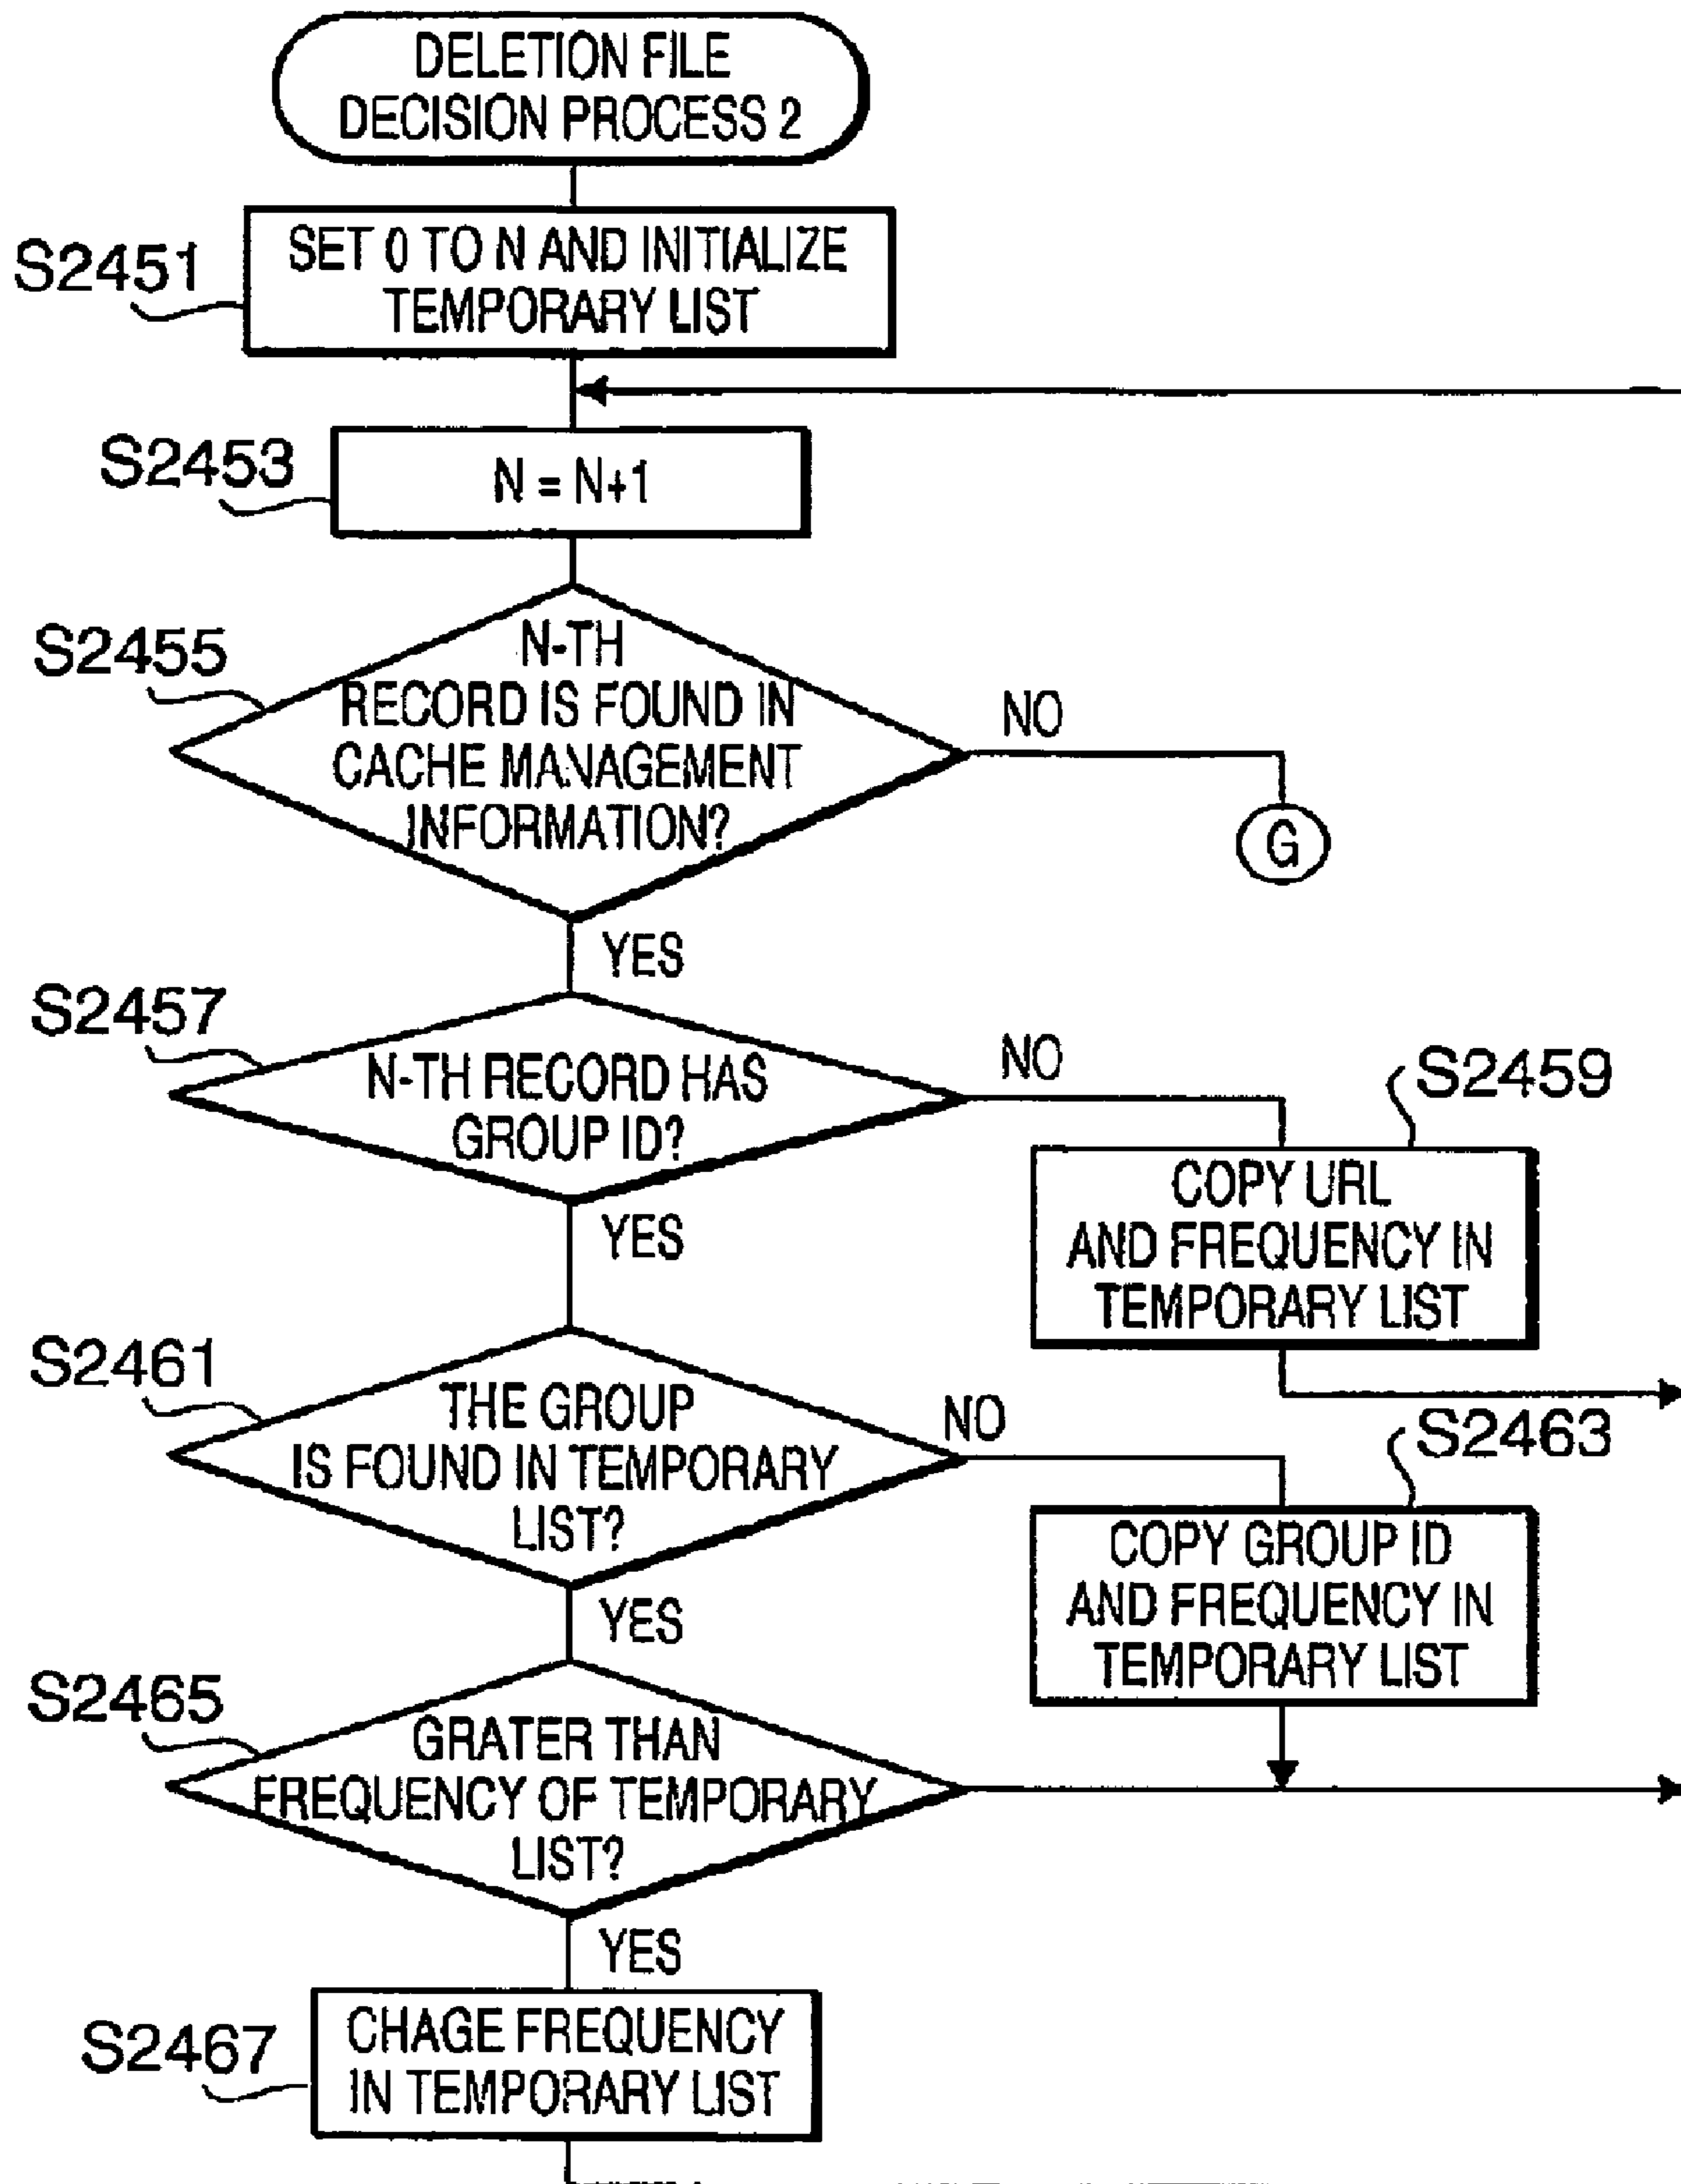 DELETION FILE
DECISION PROCESS 2
S2451
SET 0 TO N AND INITIALIZE
TEMPORARY LIST
S2453
N = N+1
S2455
N-TH
RECORD IS FOUND IN
CACHE MANAGEMENT
INFORMATION?
NO
G
YES
S2457
N-TH RECORD HAS
GROUP ID?
NO
S2459
COPY URL
AND FREQUENCY IN
TEMPORARY LIST
YES
S2461
THE GROUP
IS FOUND IN TEMPORARY
LIST?
NO
S2463
COPY GROUP ID
AND FREQUENCY IN
TEMPORARY LIST
YES
S2465
GRATER THAN
FREQUENCY OF TEMPORARY
LIST?
YES
S2467
CHAGE FREQUENCY
IN TEMPORARY LIST